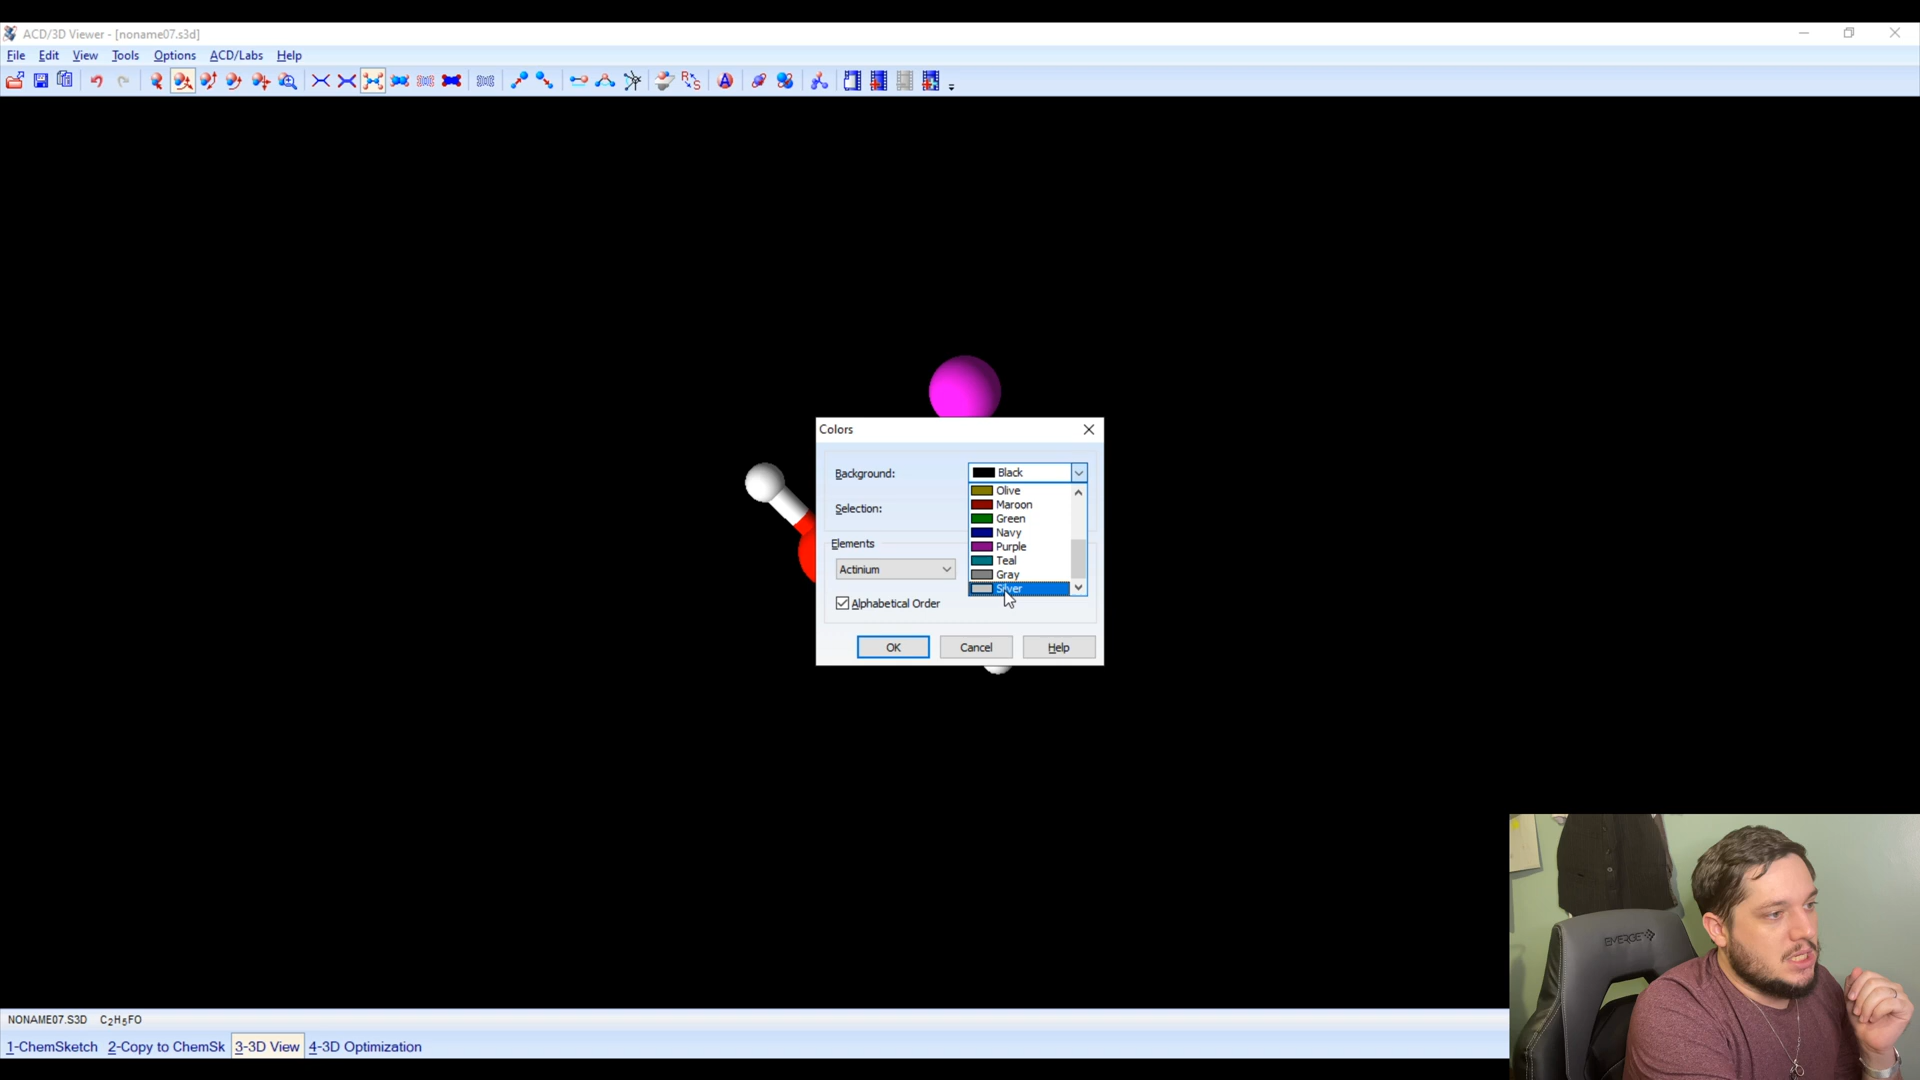 ACD/3D Viewer - [noname07.s3d]
File Edit View Tools Options ACD/Labs Help
Colors
Background:
Black
Olive
Maroon
Green
Navy
Purple
Teal
Gray
Silver
Selection:
Elements
Actinium
Alphabetical Order
OK Cancel Help
EMERGE
NONAME07.S3D C₂H₅FO
1-ChemSketch 2-Copy to ChemSk 3-3D View 4-3D Optimization